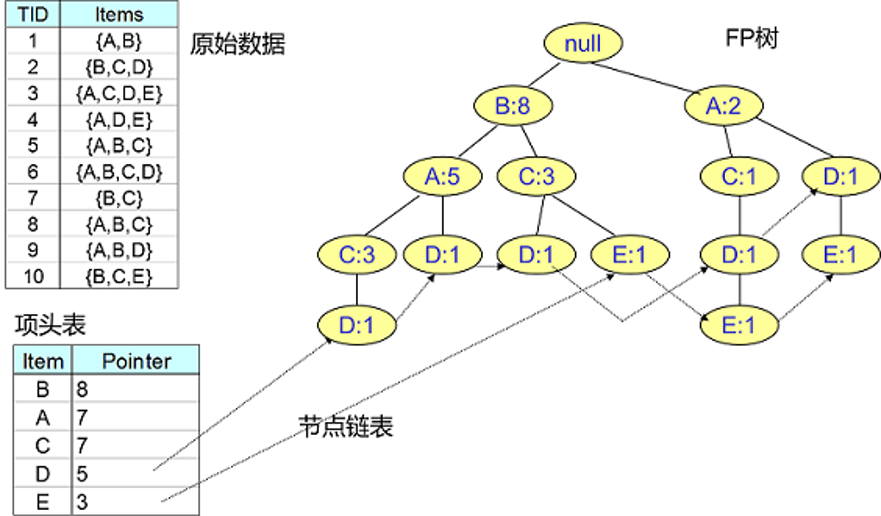 TID Items
1 {A,B}
2 {B,C,D}
3 {A,C,D,E}
4 {A,D,E}
5 {A,B,C}
6 {A,B,C,D}
7 {B,C}
8 {A,B,C}
9 {A,B,D}
10 {B,C,E}
原始数据
FP树
null
B:8 A:2
A:5 C:3 C:1 D:1
C:3 D:1 D:1 E:1 D:1 E:1
D:1 E:1
项头表
Item Pointer
B 8
A 7
C 7
D 5
E 3
节点链表